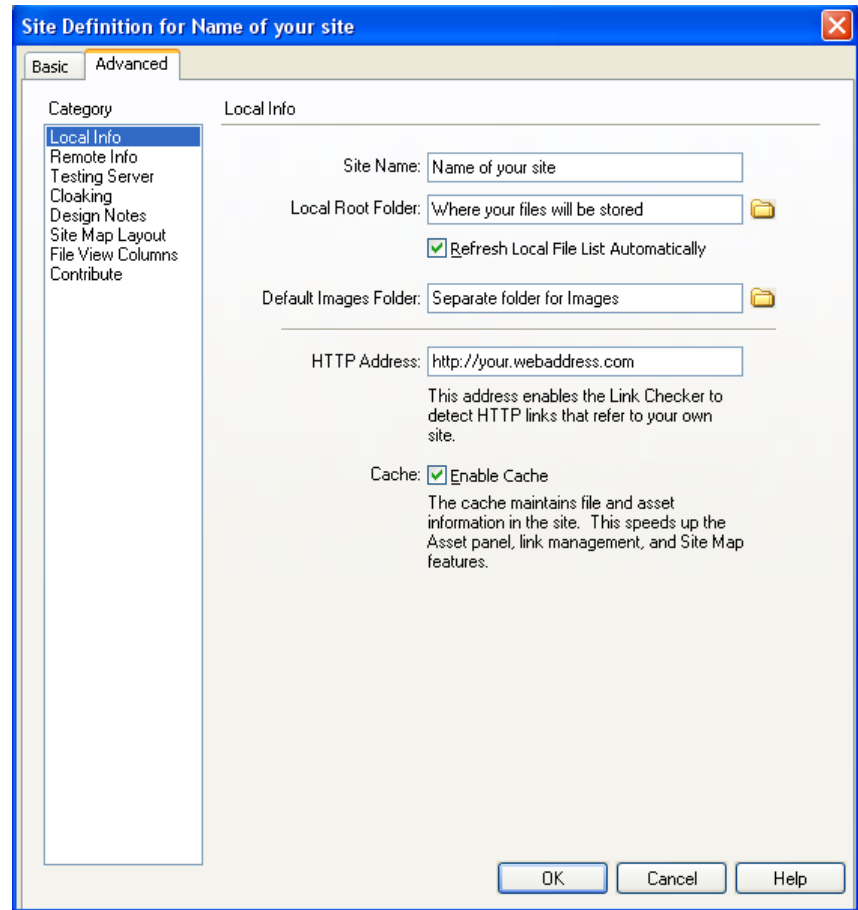 Site Definition for Name of your site
Basic
Advanced
Category
Local Info
Remote Info
Testing Server
Cloaking
Design Notes
Site Map Layout
File View Columns
Contribute
Local Info
Site Name: Name of your site
Local Root Folder: Where your files will be stored
Refresh Local File List Automatically
Default Images Folder: Separate folder for Images
HTTP Address: http://your.webaddress.com
This address enables the Link Checker to
detect HTTP links that refer to your own
site.
Cache: Enable Cache
The cache maintains file and asset
information in the site. This speeds up the
Asset panel, link management, and Site Map
features.
OK
Cancel
Help